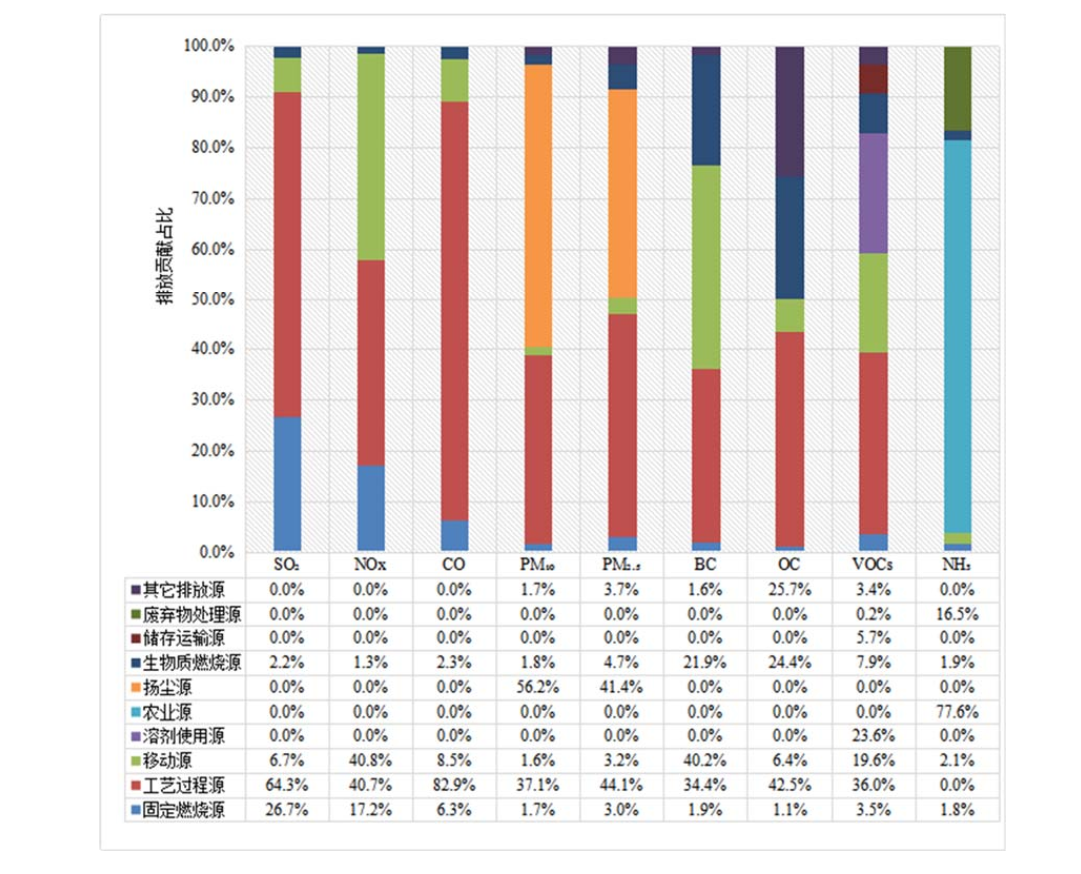 100.0%
90.0%
80.0%
70.0%
60.0%
50.0%
40.0%
30.0%
20.0%
10.0%
0.0%
排放贡献占比
SO₂ NOx CO PM₁₀ PM₂.₅ BC OC VOCs NH₃
其它排放源 0.0% 0.0% 0.0% 1.7% 3.7% 1.6% 25.7% 3.4% 0.0%
废弃物处理源 0.0% 0.0% 0.0% 0.0% 0.0% 0.0% 0.0% 0.2% 16.5%
储存运输源 0.0% 0.0% 0.0% 0.0% 0.0% 0.0% 0.0% 5.7% 0.0%
生物质燃烧源 2.2% 1.3% 2.3% 1.8% 4.7% 21.9% 24.4% 7.9% 1.9%
扬尘源 0.0% 0.0% 0.0% 56.2% 41.4% 0.0% 0.0% 0.0% 0.0%
农业源 0.0% 0.0% 0.0% 0.0% 0.0% 0.0% 0.0% 0.0% 77.6%
溶剂使用源 0.0% 0.0% 0.0% 0.0% 0.0% 0.0% 0.0% 23.6% 0.0%
移动源 6.7% 40.8% 8.5% 1.6% 3.2% 40.2% 6.4% 19.6% 2.1%
工艺过程源 64.3% 40.7% 82.9% 37.1% 44.1% 34.4% 42.5% 36.0% 0.0%
固定燃烧源 26.7% 17.2% 6.3% 1.7% 3.0% 1.9% 1.1% 3.5% 1.8%